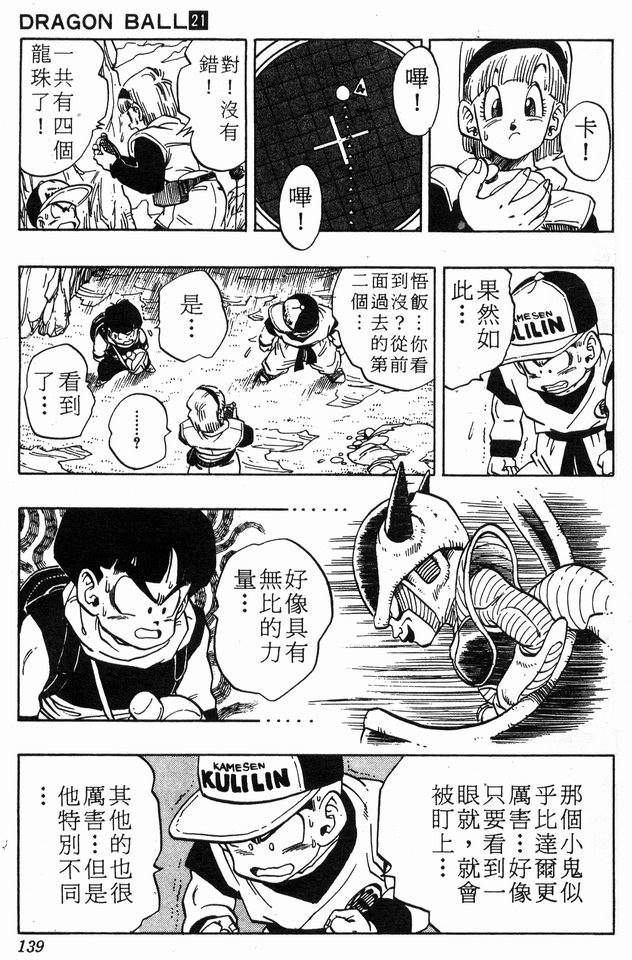 DRAGON BALL 21
卡！
嗶！
嗶！
對！沒有
錯！
一共有四個
龍珠了！
果然如
此…
KAMESEN
KULILIN
悟飯…你看
到沒？從前
面過去的第
二個…
是…
…?
看到
了…
好像具有
無比的力
量…
那個小鬼似
乎比達爾更
厲害…好像
只要看到一
眼就，就會
被盯上…
KAMESEN
KULILIN
其他的也很
厲害…但是
他特別不同
…
139